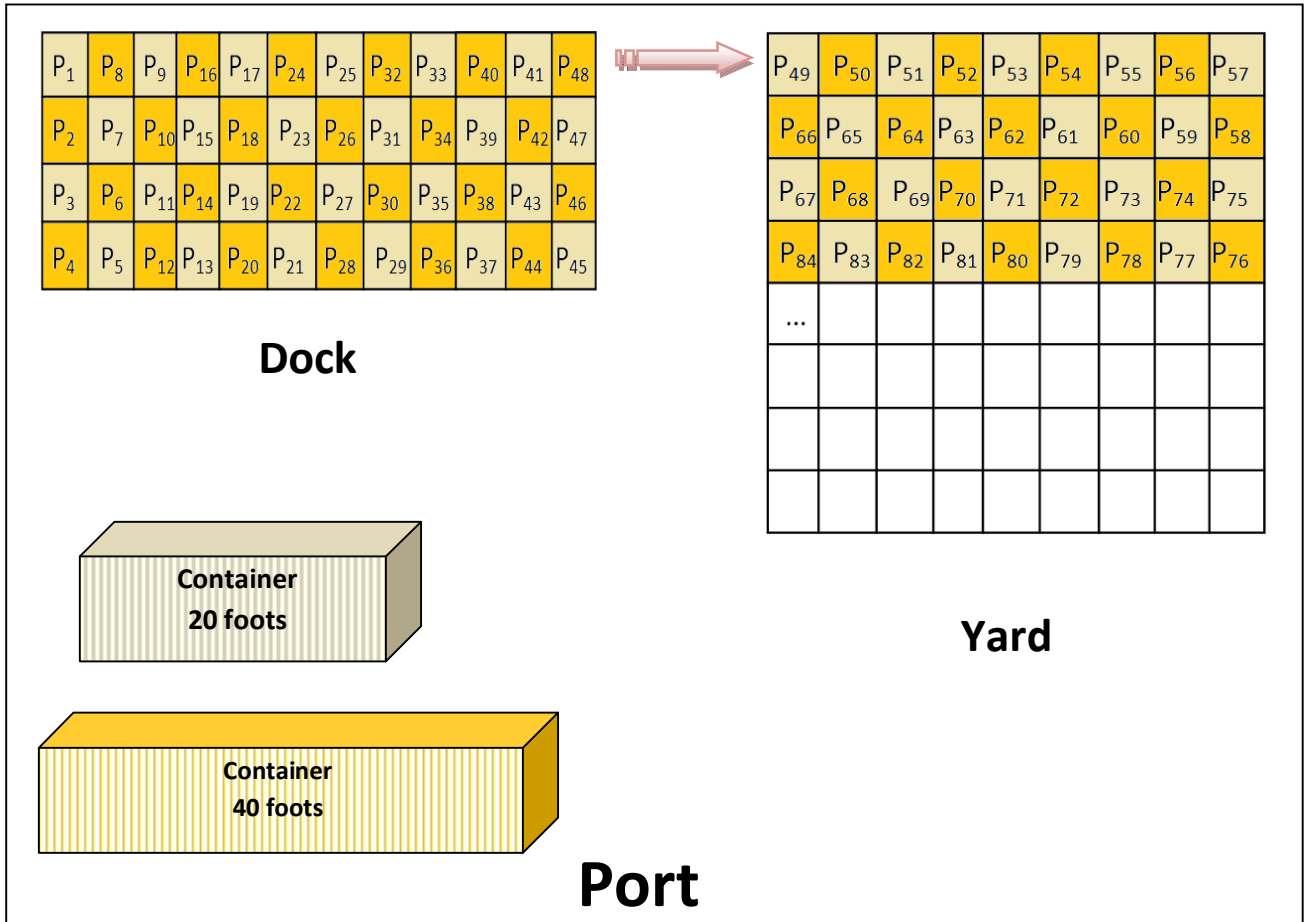 P1 P8 P9 P16 P17 P24 P25 P32 P33 P40 P41 P48
P2 P7 P10 P15 P18 P23 P26 P31 P34 P39 P42 P47
P3 P6 P11 P14 P19 P22 P27 P30 P35 P38 P43 P46
P4 P5 P12 P13 P20 P21 P28 P29 P36 P37 P44 P45
Dock
P49 P50 P51 P52 P53 P54 P55 P56 P57
P66 P65 P64 P63 P62 P61 P60 P59 P58
P67 P68 P69 P70 P71 P72 P73 P74 P75
P84 P83 P82 P81 P80 P79 P78 P77 P76
...
Yard
Container
20 foots
Container
40 foots
Port